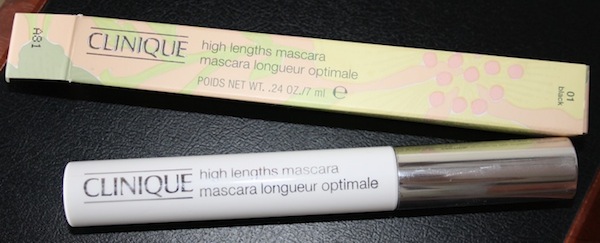 A81
CLINIQUE
high lengths mascara
mascara longueur optimale
POIDS NET WT. .24 OZ./7 ml ℮
01
black
CLINIQUE
high lengths mascara
mascara longueur optimale